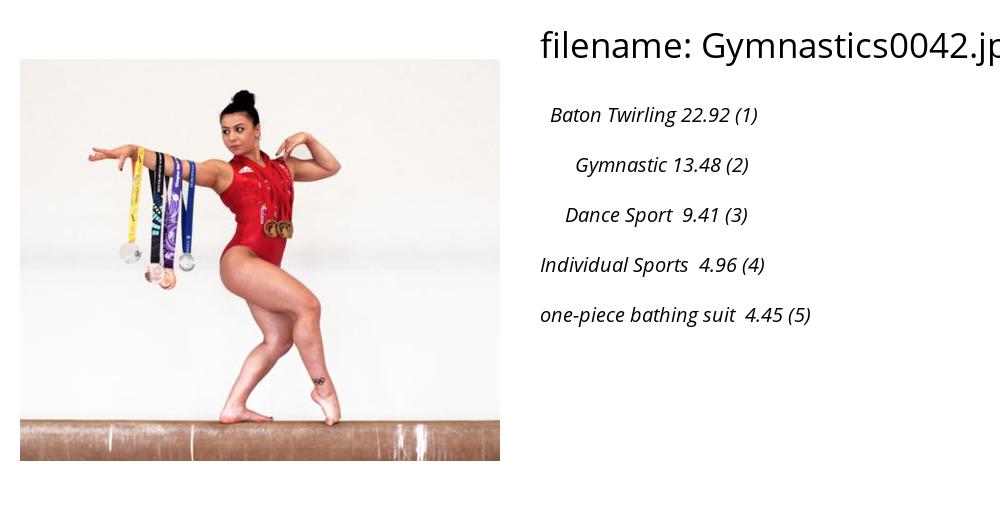 filename: Gymnastics0042.jp
Baton Twirling 22.92 (1)
Gymnastic 13.48 (2)
Dance Sport 9.41 (3)
Individual Sports 4.96 (4)
one-piece bathing suit 4.45 (5)